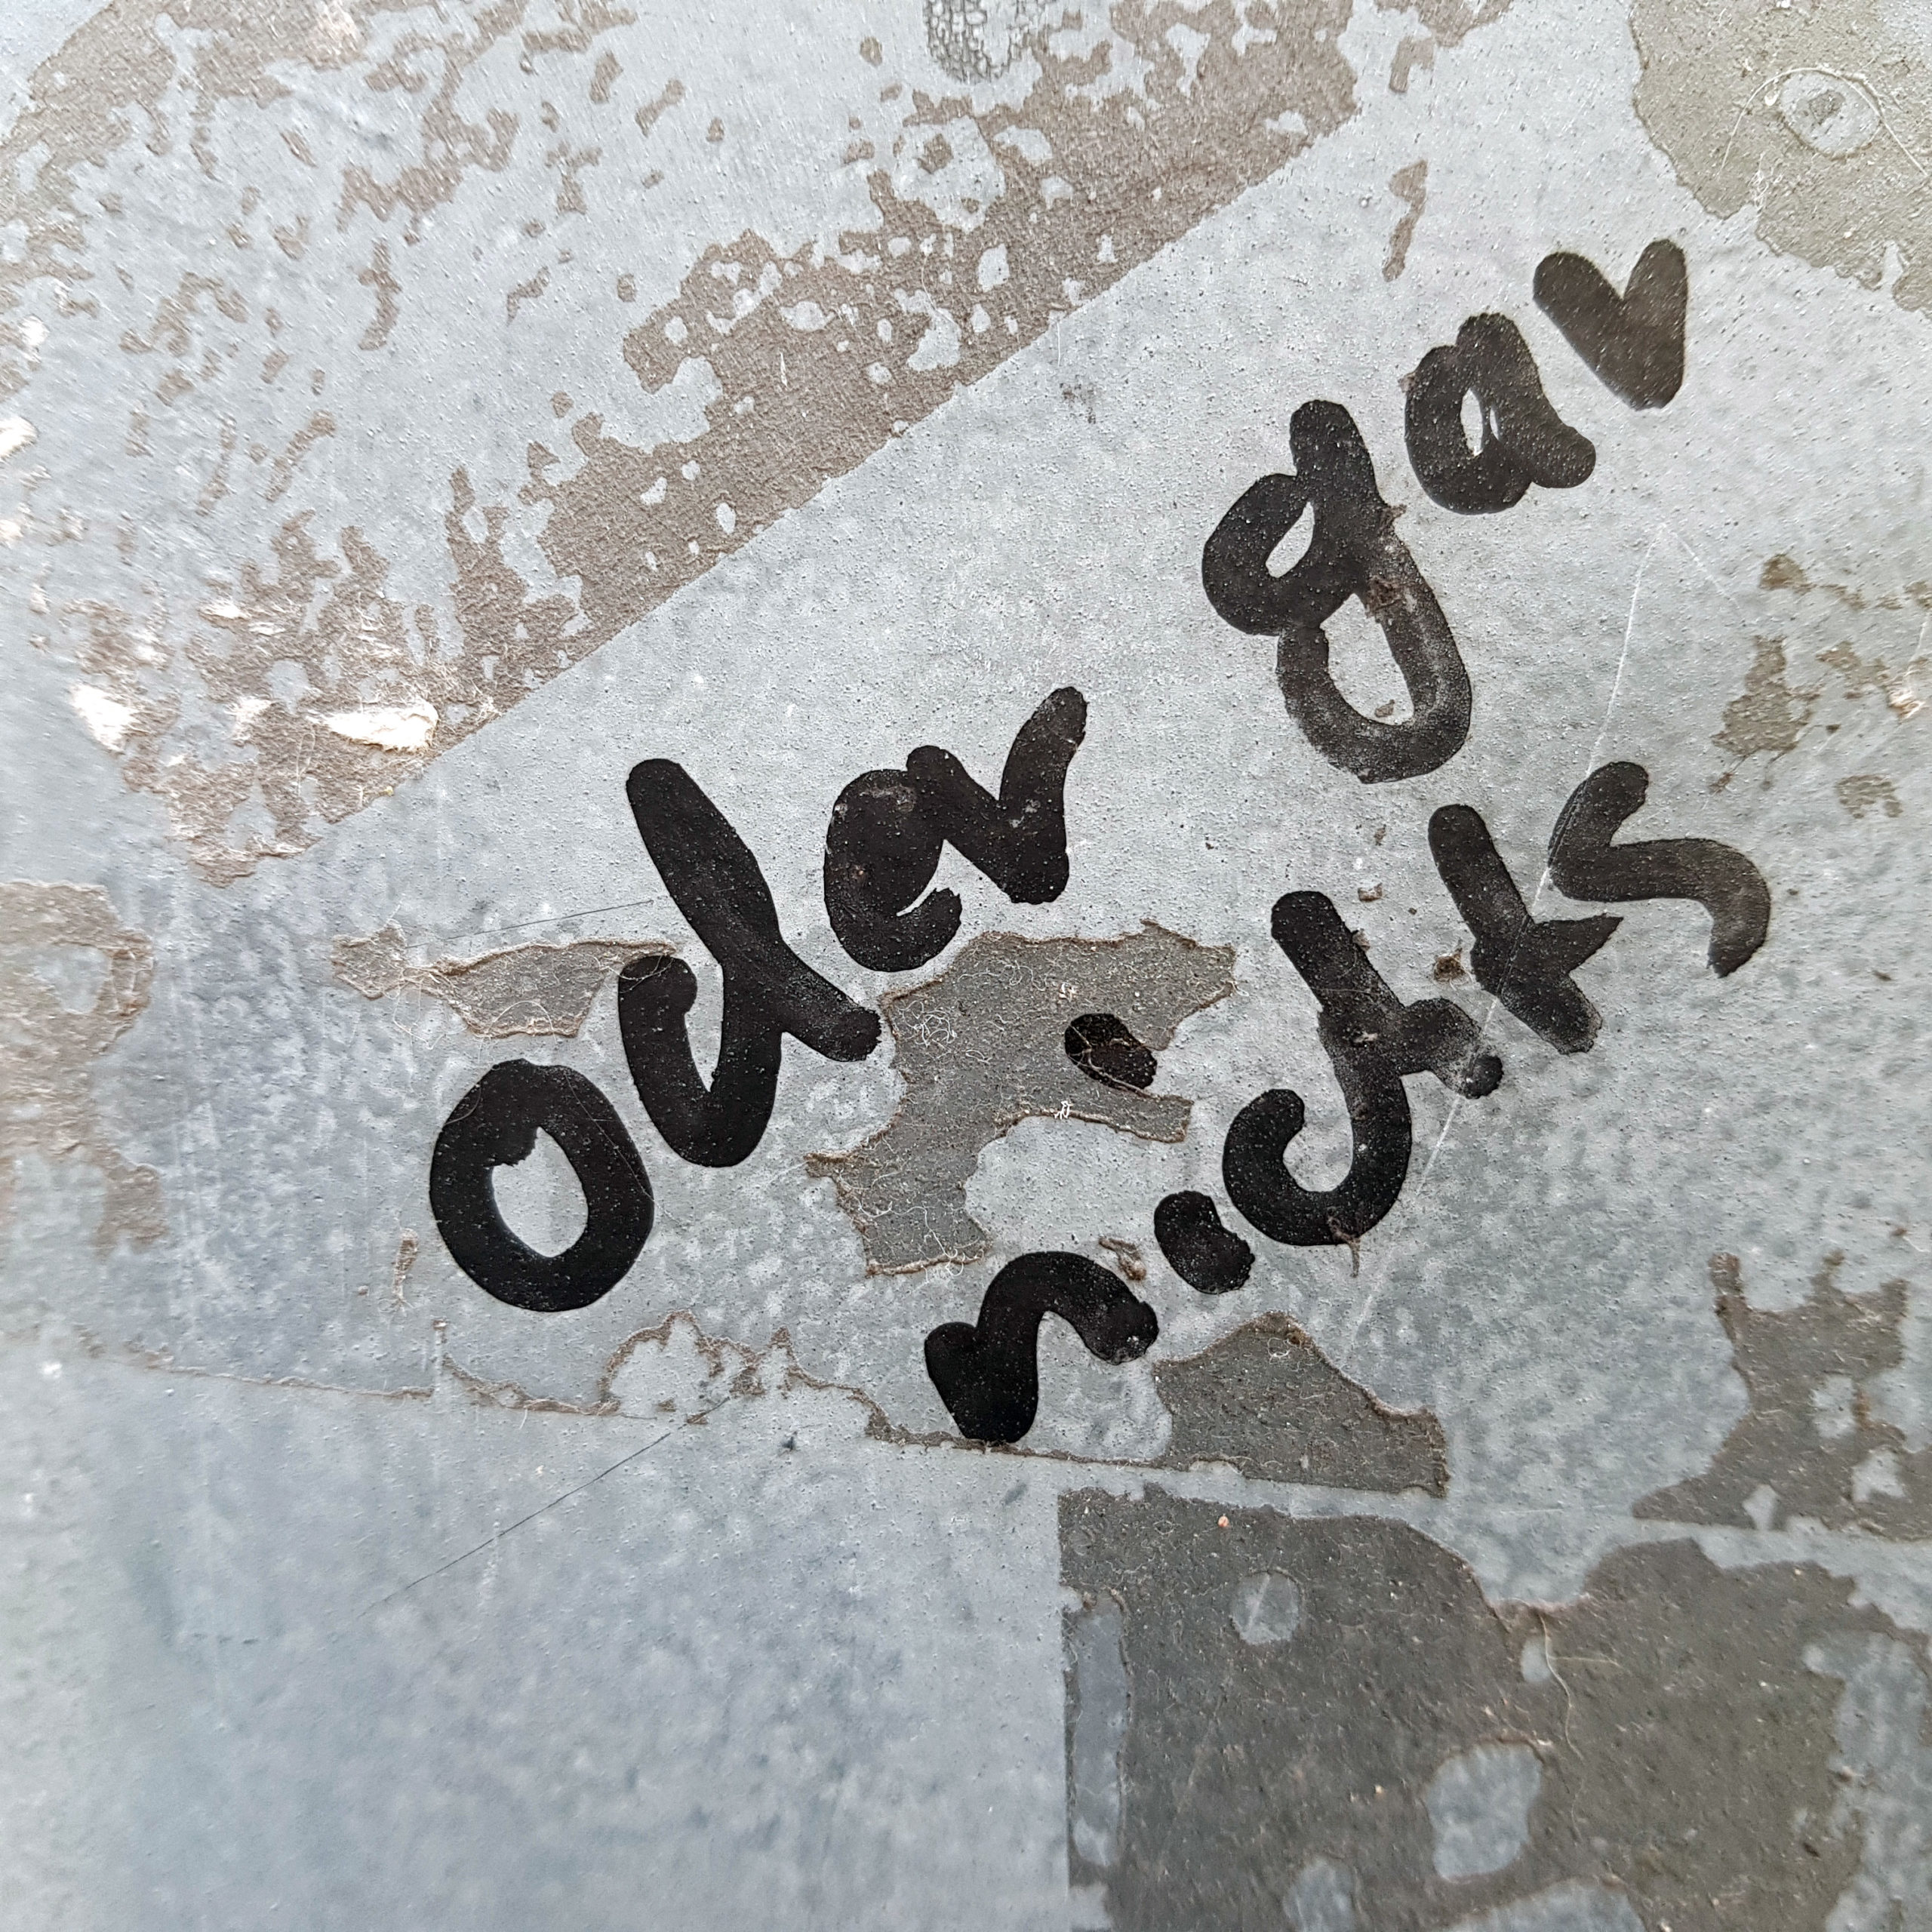 oder gar
nichts